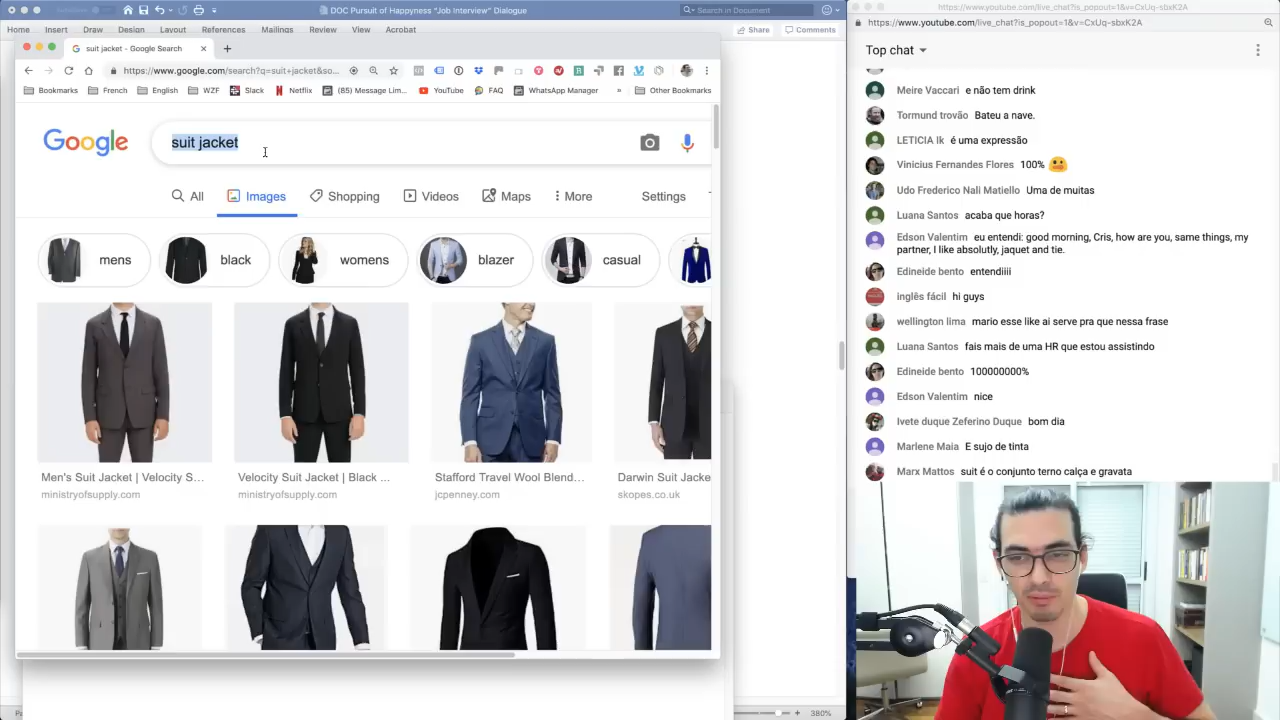 DOC Pursuit of Happyness "Job Interview" Dialogue
Search in Document
Home Insert Draw Design Layout References Mailings Review View Acrobat
Share Comments
suit jacket - Google Search
https://www.google.com/search?q=suit+jacket&so...
Bookmarks French English WZF Slack Netflix (85) Message Lim... YouTube FAQ WhatsApp Manager » Other Bookmarks
Google suit jacket
All Images Shopping Videos Maps More Settings
mens black womens blazer casual
Men's Suit Jacket | Velocity S...
ministryofsupply.com
Velocity Suit Jacket | Black ...
ministryofsupply.com
Stafford Travel Wool Blend...
jcpenney.com
Darwin Suit Jacke
skopes.co.uk
380%
https://www.youtube.com/live_chat?is_popout=1&v=CxUq-sbxK2A
https://www.youtube.com/live_chat?is_popout=1&v=CxUq-sbxK2A
Top chat
Meire Vaccari e não tem drink
Tormund trovão Bateu a nave.
LETICIA lk é uma expressão
Vinicius Fernandes Flores 100%
Udo Frederico Nali Matiello Uma de muitas
Luana Santos acaba que horas?
Edson Valentim eu entendi: good morning, Cris, how are you, same things, my
partner, I like absolutly, jaquet and tie.
Edineide bento entendiiii
inglês fácil hi guys
wellington lima mario esse like ai serve pra que nessa frase
Luana Santos fais mais de uma HR que estou assistindo
Edineide bento 100000000%
Edson Valentim nice
Ivete duque Zeferino Duque bom dia
Marlene Maia E sujo de tinta
Marx Mattos suit é o conjunto terno calça e gravata